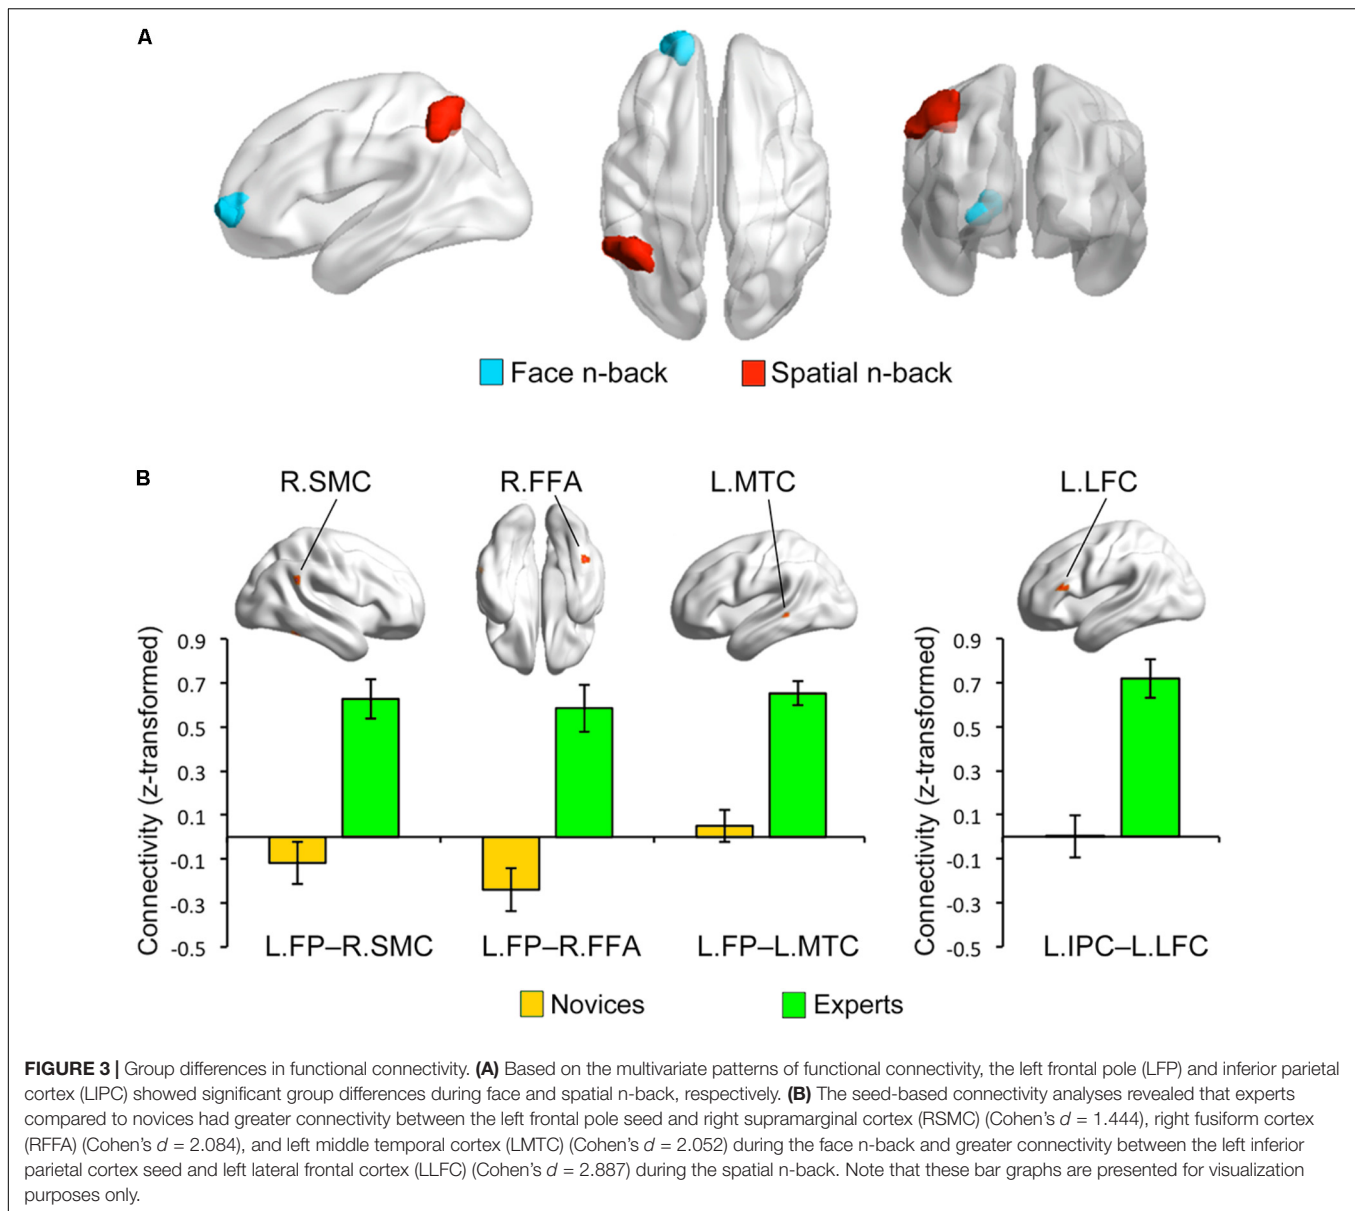 A
Face n-back
Spatial n-back
B
R.SMC
R.FFA
L.MTC
L.LFC
Connectivity (z-transformed)
0.9
0.7
0.5
0.3
0.1
-0.1
-0.3
-0.5
L.FP–R.SMC
L.FP–R.FFA
L.FP–L.MTC
Connectivity (z-transformed)
0.9
0.7
0.5
0.3
0.1
-0.1
-0.3
-0.5
L.IPC–L.LFC
Novices
Experts
FIGURE 3 | Group differences in functional connectivity. (A) Based on the multivariate patterns of functional connectivity, the left frontal pole (LFP) and inferior parietal
cortex (LIPC) showed significant group differences during face and spatial n-back, respectively. (B) The seed-based connectivity analyses revealed that experts
compared to novices had greater connectivity between the left frontal pole seed and right supramarginal cortex (RSMC) (Cohen’s d = 1.444), right fusiform cortex
(RFFA) (Cohen’s d = 2.084), and left middle temporal cortex (LMTC) (Cohen’s d = 2.052) during the face n-back and greater connectivity between the left inferior
parietal cortex seed and left lateral frontal cortex (LLFC) (Cohen’s d = 2.887) during the spatial n-back. Note that these bar graphs are presented for visualization
purposes only.